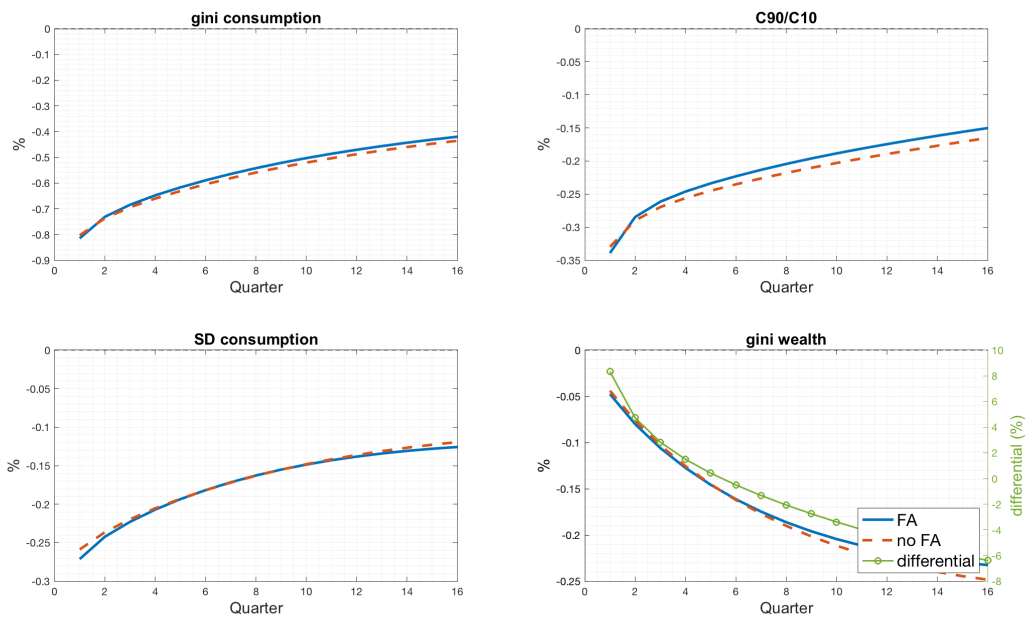 gini consumption
0
-0.1
-0.2
-0.3
-0.4
-0.5
-0.6
-0.7
-0.8
-0.9
%
0 2 4 6 8 10 12 14 16
Quarter
C90/C10
0
-0.05
-0.1
-0.15
-0.2
-0.25
-0.3
-0.35
%
0 2 4 6 8 10 12 14 16
Quarter
SD consumption
0
-0.05
-0.1
-0.15
-0.2
-0.25
-0.3
%
0 2 4 6 8 10 12 14 16
Quarter
gini wealth
0
-0.05
-0.1
-0.15
-0.2
-0.25
%
0 2 4 6 8 10 12 14 16
Quarter
10
8
6
4
2
0
-2
-4
-6
-8
differential (%)
FA
no FA
differential